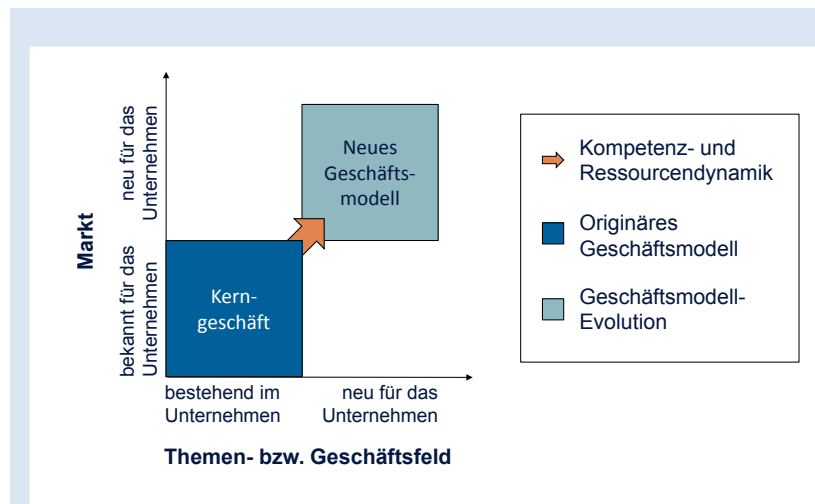 Markt
neu für das
Unternehmen
bekannt für das
Unternehmen
Neues
Geschäfts-
modell
Kern-
geschäft
bestehend im
Unternehmen
neu für das
Unternehmen
Themen- bzw. Geschäftsfeld
Kompetenz- und
Ressourcendynamik
Originäres
Geschäftsmodell
Geschäftsmodell-
Evolution